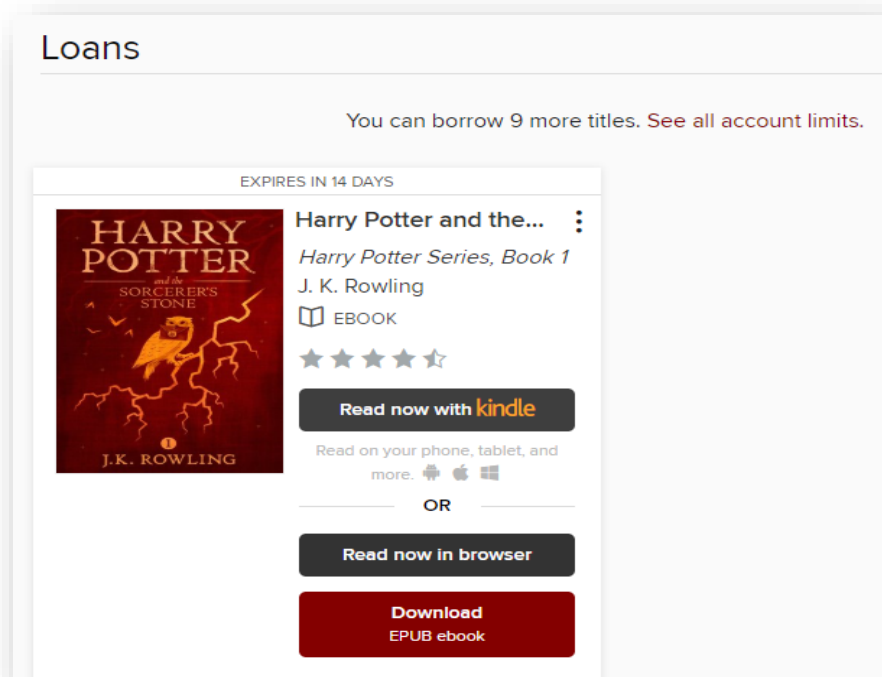 Loans
You can borrow 9 more titles. See all account limits.
EXPIRES IN 14 DAYS
HARRY
POTTER
and the
SORCERER'S
STONE
1
J.K. ROWLING
Harry Potter and the...
Harry Potter Series, Book 1
J. K. Rowling
EBOOK
Read now with kindle
Read on your phone, tablet, and
more.
OR
Read now in browser
Download
EPUB ebook